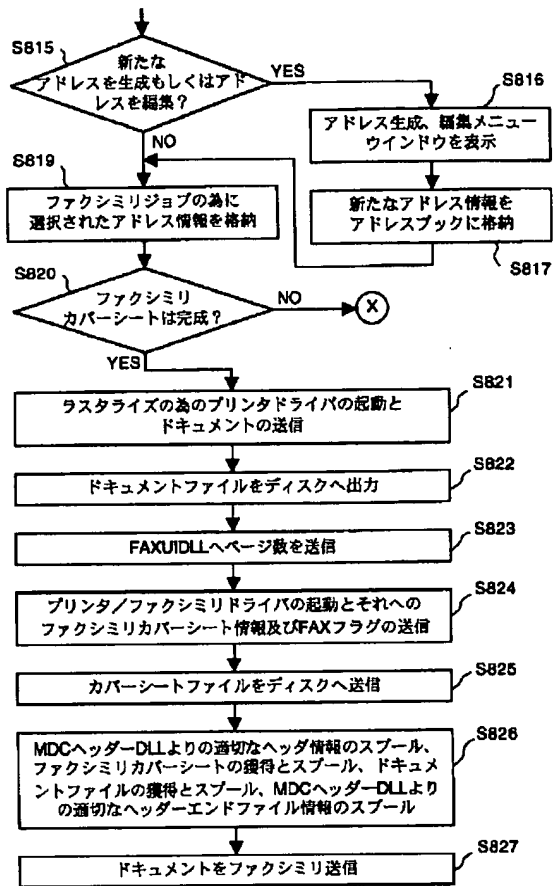 S815
新たな
アドレスを生成もしくはアド
レスを編集？
YES
S816
アドレス生成、編集メニュー
ウインドウを表示
NO
S819
ファクシミリジョブの為に
選択されたアドレス情報を格納
新たなアドレス情報を
アドレスブックに格納
S817
S820
ファクシミリ
カバーシートは完成？
NO
X
YES
S821
ラスタライズの為のプリンタドライバの起動と
ドキュメントの送信
S822
ドキュメントファイルをディスクへ出力
S823
FAXUIDLLへページ数を送信
S824
プリンタ／ファクシミリドライバの起動とそれへの
ファクシミリカバーシート情報及びFAXフラグの送信
S825
カバーシートファイルをディスクへ送信
S826
MDCヘッダーDLLよりの適切なヘッダ情報のスプール、
ファクシミリカバーシートの獲得とスプール、ドキュメ
ントファイルの獲得とスプール、MDCヘッダーDLLより
の適切なヘッダーエンドファイル情報のスプール
S827
ドキュメントをファクシミリ送信